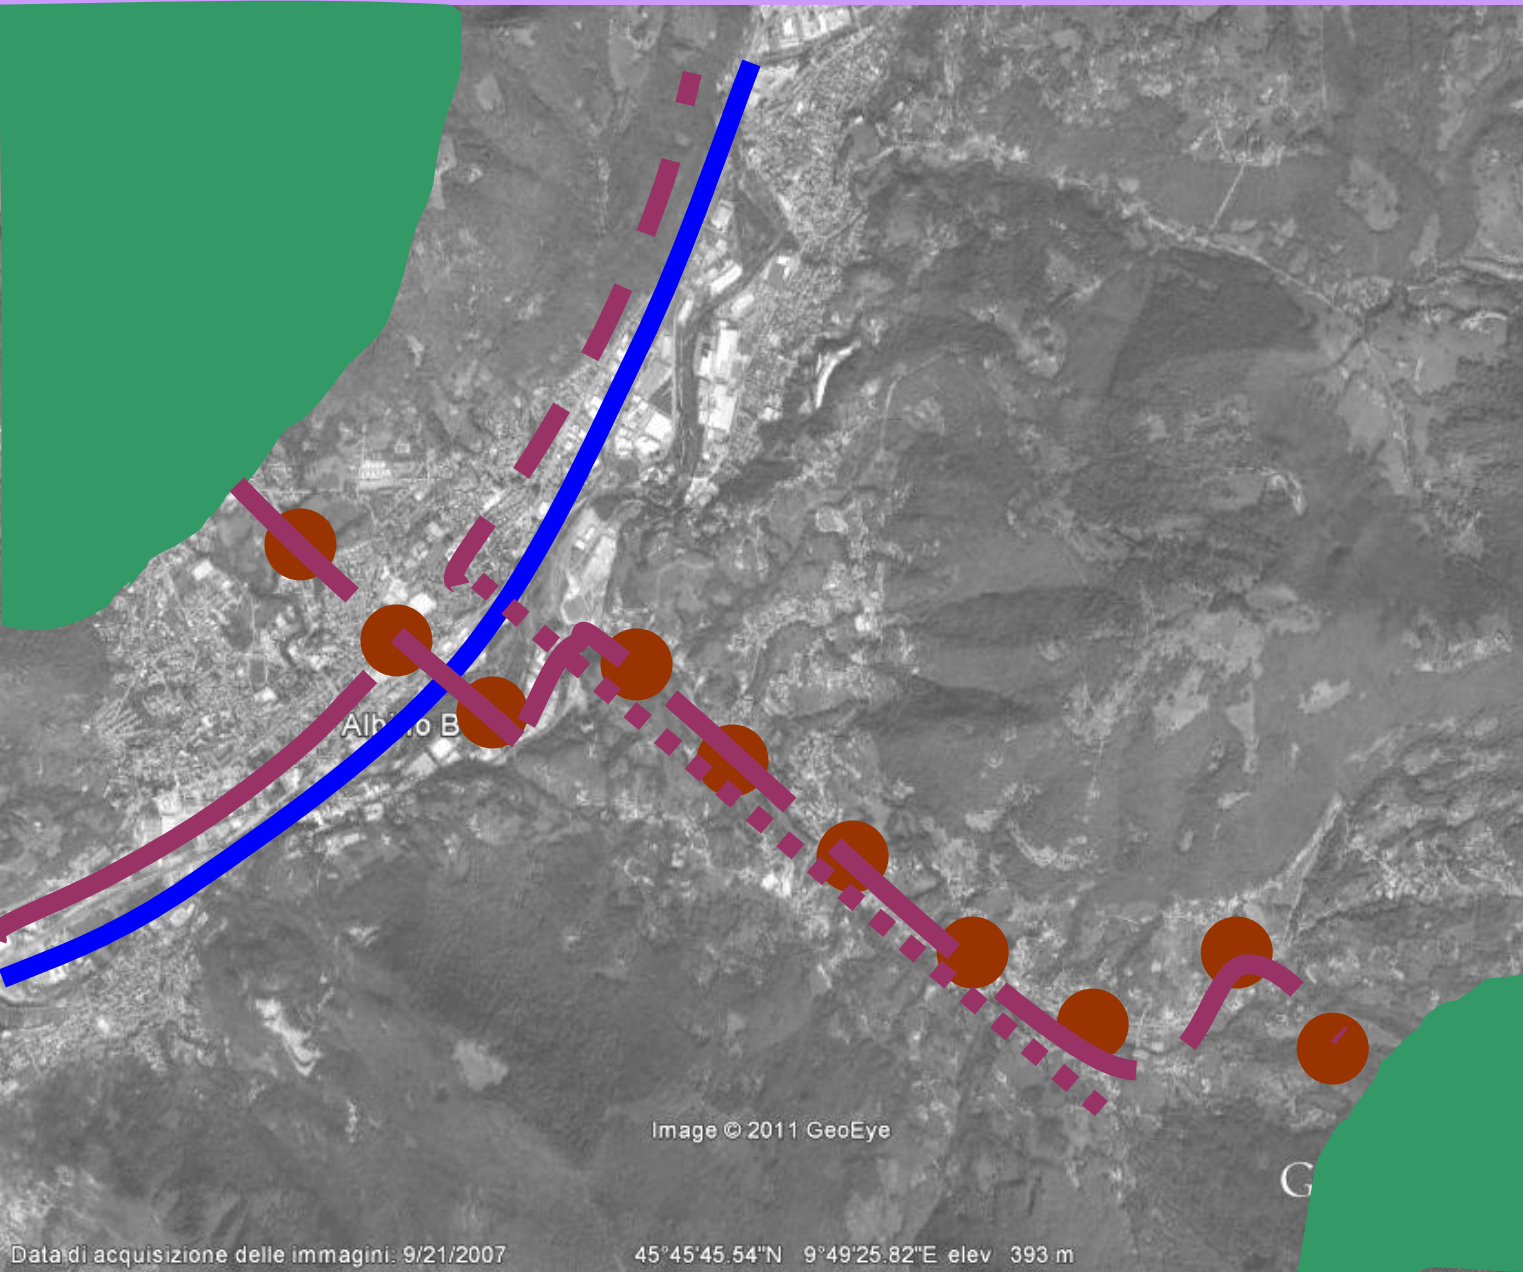 Image © 2011 GeoEye
Data di acquisizione delle immagini: 9/21/2007
45°45'45.54"N 9°49'25.82"E elev 393 m